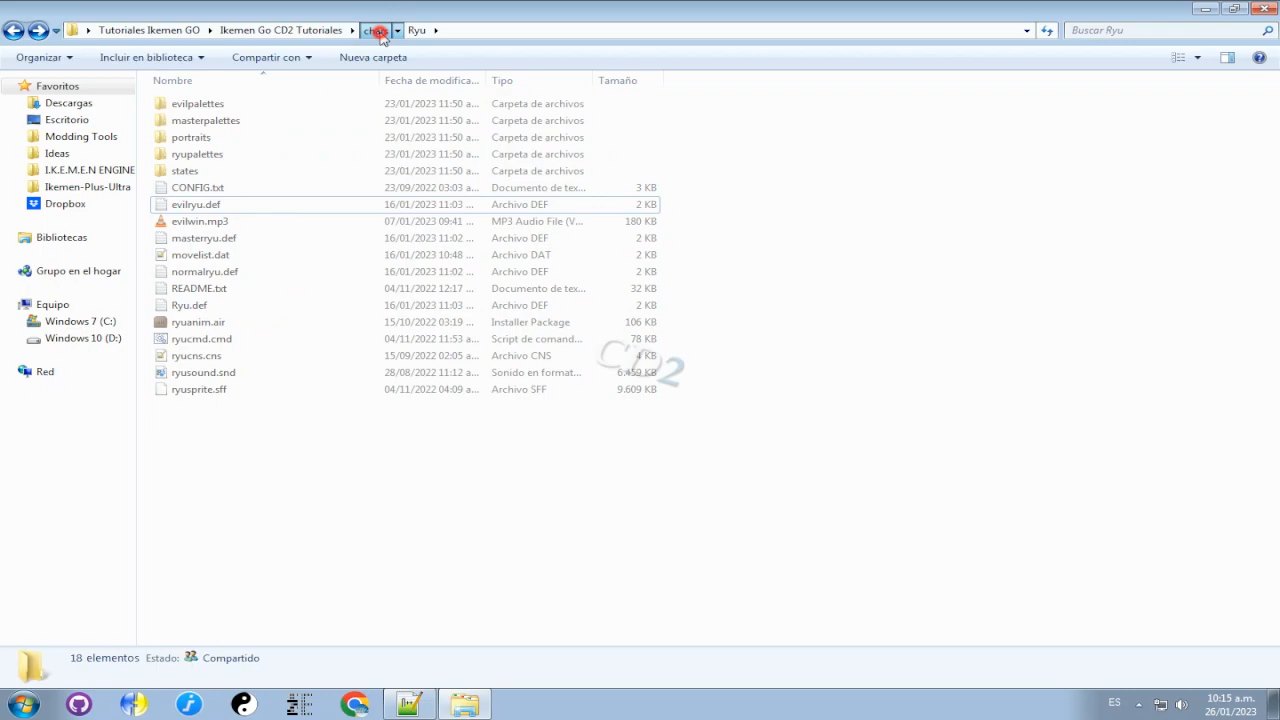 Tutoriales Ikemen GO Ikemen Go CD2 Tutoriales chars Ryu Buscar Ryu
Organizar Incluir en biblioteca Compartir con Nueva carpeta
Favoritos
Descargas
Escritorio
Modding Tools
Ideas
I.K.E.M.E.N ENGINE
Ikemen-Plus-Ultra
Dropbox
Bibliotecas
Grupo en el hogar
Equipo
Windows 7 (C:)
Windows 10 (D:)
Red
Nombre Fecha de modifica... Tipo Tamaño
evilpalettes 23/01/2023 11:50 a... Carpeta de archivos
masterpalettes 23/01/2023 11:50 a... Carpeta de archivos
portraits 23/01/2023 11:50 a... Carpeta de archivos
ryupalettes 23/01/2023 11:50 a... Carpeta de archivos
states 23/01/2023 11:50 a... Carpeta de archivos
CONFIG.txt 23/09/2022 03:03 a... Documento de tex... 3 KB
evilryu.def 16/01/2023 11:03 ... Archivo DEF 2 KB
evilwin.mp3 07/01/2023 09:41 ... MP3 Audio File (V... 180 KB
masterryu.def 16/01/2023 11:02 ... Archivo DEF 2 KB
movelist.dat 16/01/2023 10:48 ... Archivo DAT 2 KB
normalryu.def 16/01/2023 11:02 ... Archivo DEF 2 KB
README.txt 04/11/2022 12:17 ... Documento de tex... 32 KB
Ryu.def 16/01/2023 11:03 ... Archivo DEF 2 KB
ryuanim.air 15/10/2022 03:19 ... Installer Package 106 KB
ryucmd.cmd 04/11/2022 11:53 a... Script de comand... 78 KB
ryucns.cns 15/09/2022 02:05 a... Archivo CNS 4 KB
ryusound.snd 28/08/2022 11:12 a... Sonido en format... 6.459 KB
ryusprite.sff 04/11/2022 04:09 a... Archivo SFF 9.609 KB
CD2
18 elementos Estado: Compartido
ES
10:15 a.m.
26/01/2023